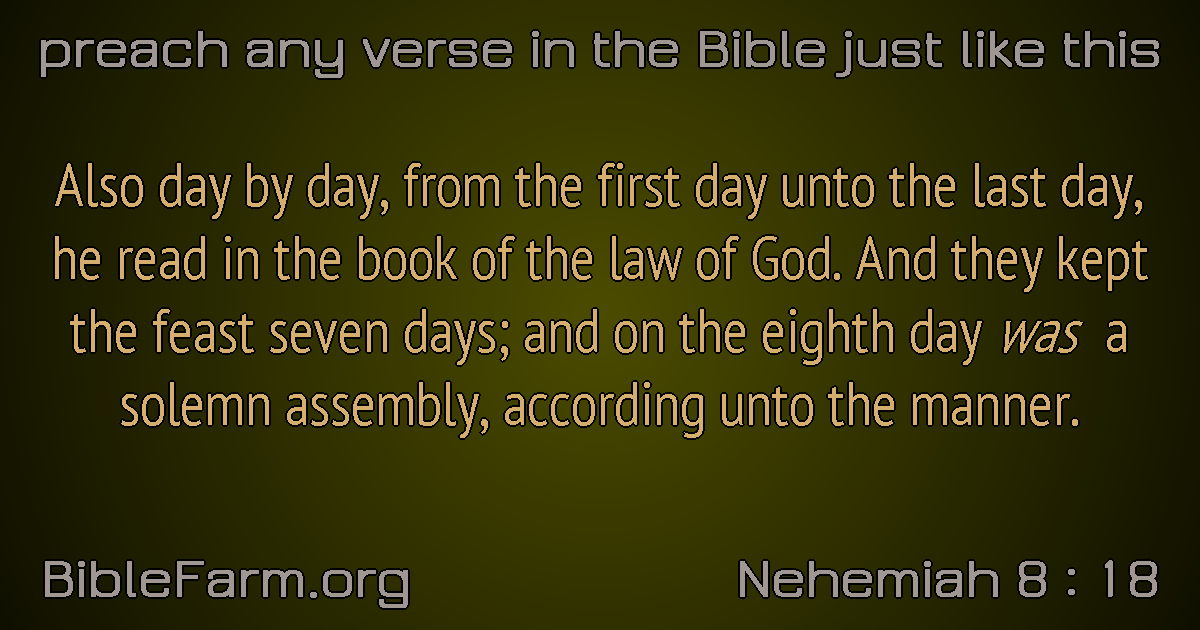 preach any verse in the Bible just like this
Also day by day, from the first day unto the last day,
he read in the book of the law of God. And they kept
the feast seven days; and on the eighth day was a
solemn assembly, according unto the manner.
BibleFarm.org
Nehemiah 8 : 18